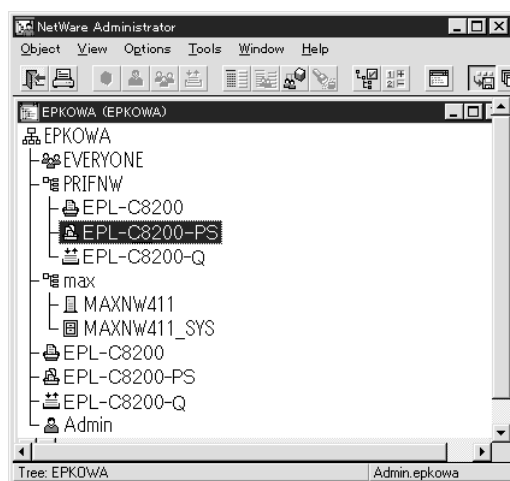 NetWare Administrator
Object View Options Tools Window Help
EPKOWA (EPKOWA)
EPKOWA
EVERYONE
PRIFNW
EPL-C8200
EPL-C8200-PS
EPL-C8200-Q
max
MAXNW411
MAXNW411_SYS
EPL-C8200
EPL-C8200-PS
EPL-C8200-Q
Admin
Tree: EPKOWA Admin.epkowa